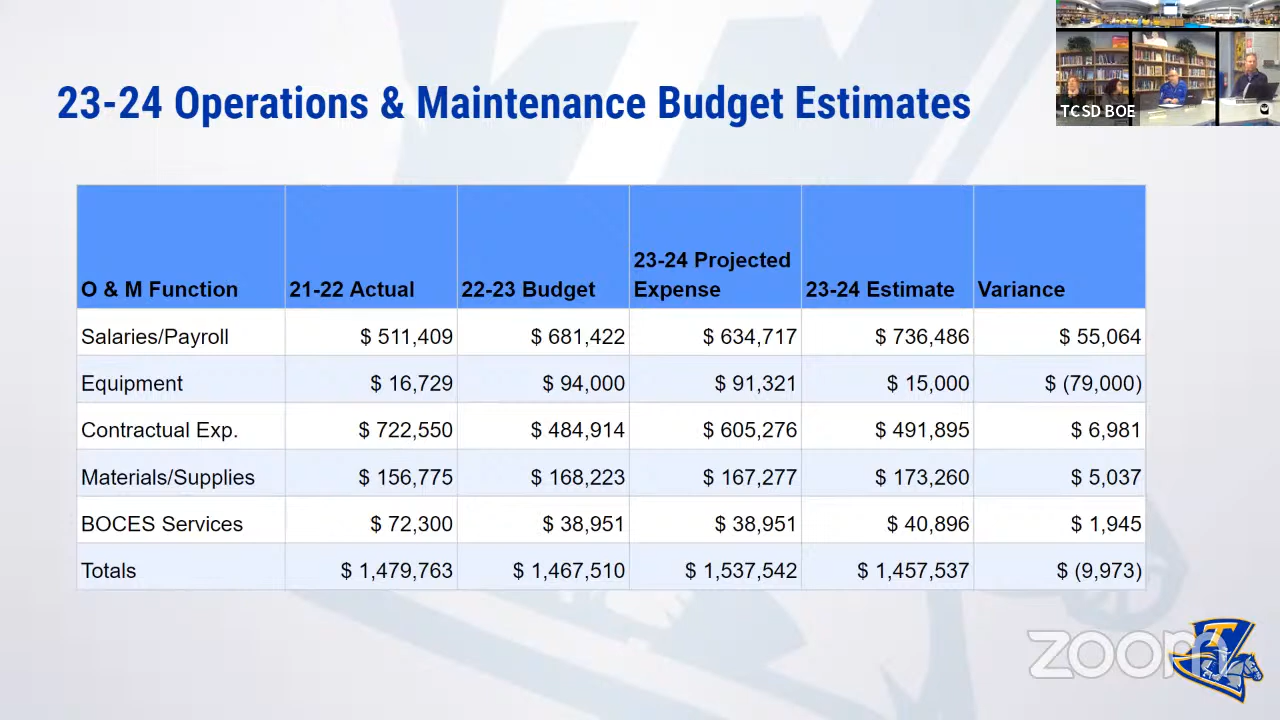 TCSD BOE
23-24 Operations & Maintenance Budget Estimates
O & M Function 21-22 Actual 22-23 Budget 23-24 Projected Expense 23-24 Estimate Variance
Salaries/Payroll $ 511,409 $ 681,422 $ 634,717 $ 736,486 $ 55,064
Equipment $ 16,729 $ 94,000 $ 91,321 $ 15,000 $ (79,000)
Contractual Exp. $ 722,550 $ 484,914 $ 605,276 $ 491,895 $ 6,981
Materials/Supplies $ 156,775 $ 168,223 $ 167,277 $ 173,260 $ 5,037
BOCES Services $ 72,300 $ 38,951 $ 38,951 $ 40,896 $ 1,945
Totals $ 1,479,763 $ 1,467,510 $ 1,537,542 $ 1,457,537 $ (9,973)
zoom
T